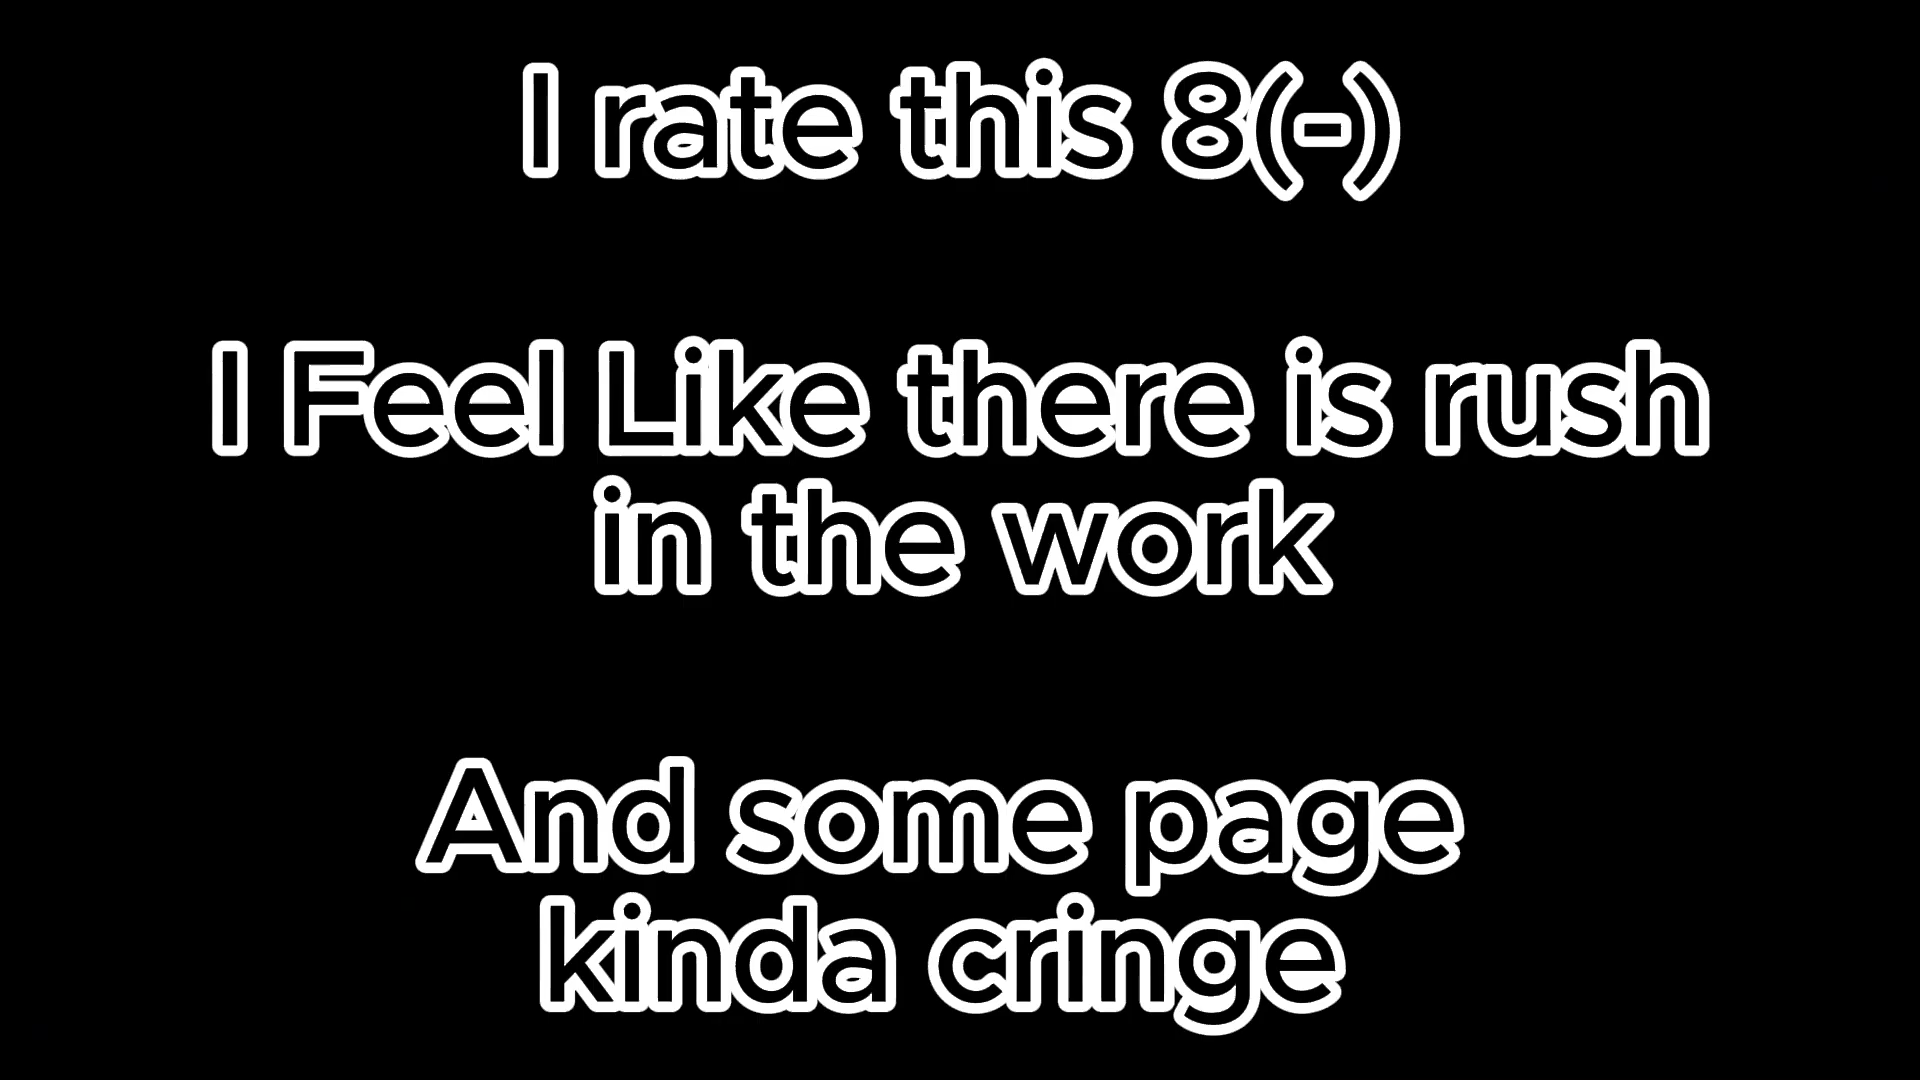 I rate this 8(-)
I Feel Like there is rush
in the work
And some page
kinda cringe